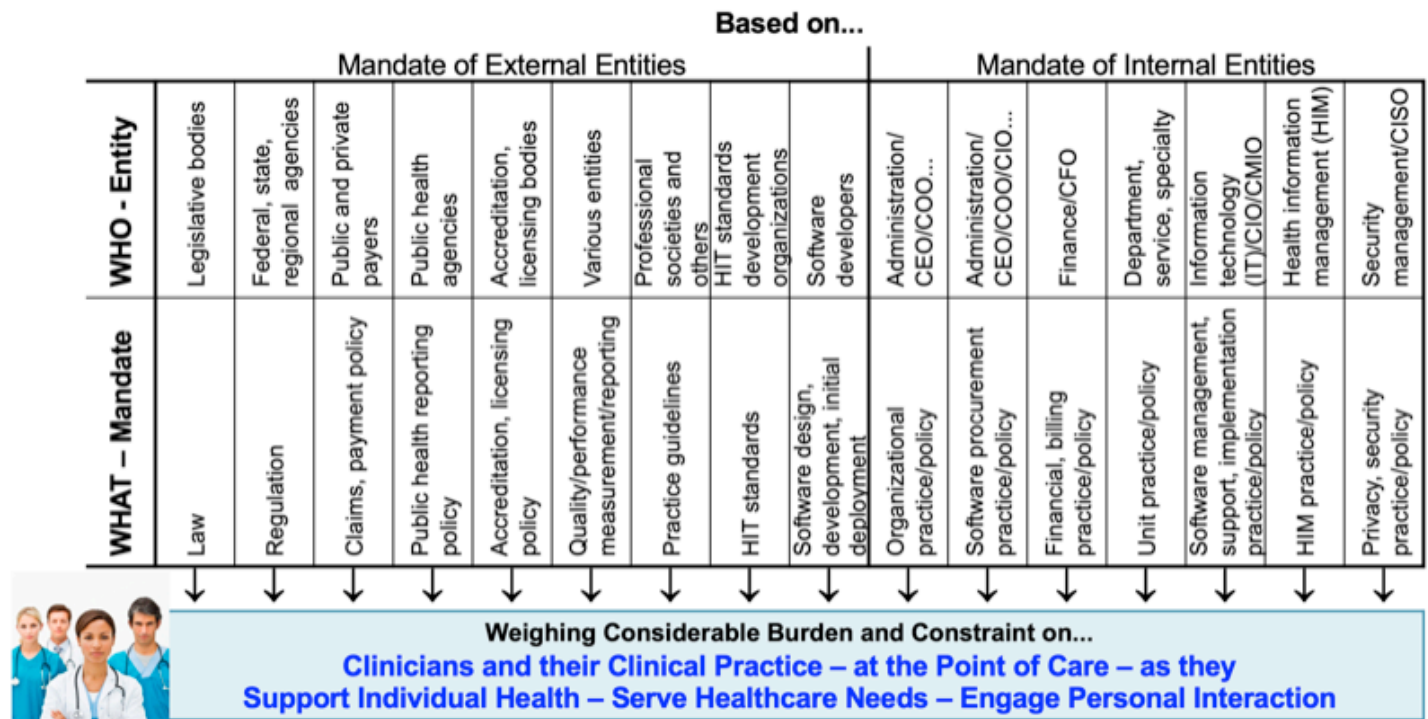 Based on...
Mandate of External Entities
Mandate of Internal Entities
WHO - Entity
Legislative bodies
Federal, state,
regional agencies
Public and private
payers
Public health
agencies
Accreditation,
licensing bodies
Various entities
Professional
societies and
others
HIT standards
development
organizations
Software
developers
Administration/
CEO/COO...
Administration/
CEO/COO/CIO...
Finance/CFO
Department,
service, specialty
Information
technology
(IT)/CIO/CMIO
Health information
management (HIM)
Security
management/CISO
WHAT – Mandate
Law
Regulation
Claims, payment policy
Public health reporting
policy
Accreditation, licensing
policy
Quality/performance
measurement/reporting
Practice guidelines
HIT standards
Software design,
development, initial
deployment
Organizational
practice/policy
Software procurement
practice/policy
Financial, billing
practice/policy
Unit practice/policy
Software management,
support, implementation
practice/policy
HIM practice/policy
Privacy, security
practice/policy
Weighing Considerable Burden and Constraint on...
Clinicians and their Clinical Practice – at the Point of Care – as they
Support Individual Health – Serve Healthcare Needs – Engage Personal Interaction